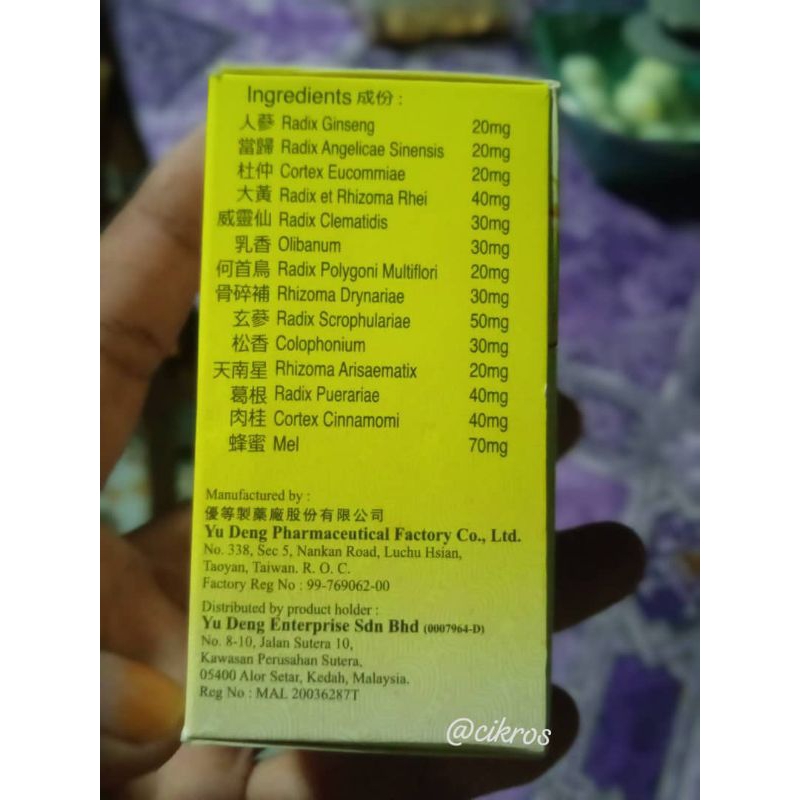 Ingredients 成份 :
人蔘 Radix Ginseng 20mg
當歸 Radix Angelicae Sinensis 20mg
杜仲 Cortex Eucommiae 20mg
大黃 Radix et Rhizoma Rhei 40mg
威靈仙 Radix Clematidis 30mg
乳香 Olibanum 30mg
何首烏 Radix Polygoni Multiflori 20mg
骨碎補 Rhizoma Drynariae 30mg
玄蔘 Radix Scrophulariae 50mg
松香 Colophonium 30mg
天南星 Rhizoma Arisaematix 20mg
葛根 Radix Puerariae 40mg
肉桂 Cortex Cinnamomi 40mg
蜂蜜 Mel 70mg
Manufactured by :
優等製藥廠股份有限公司
Yu Deng Pharmaceutical Factory Co., Ltd.
No. 338, Sec 5, Nankan Road, Luchu Hsian,
Taoyan, Taiwan. R. O. C.
Factory Reg No : 99-769062-00
Distributed by product holder :
Yu Deng Enterprise Sdn Bhd (0007964-D)
No. 8-10, Jalan Sutera 10,
Kawasan Perusahan Sutera,
05400 Alor Setar, Kedah, Malaysia.
Reg No : MAL 20036287T
@cikros